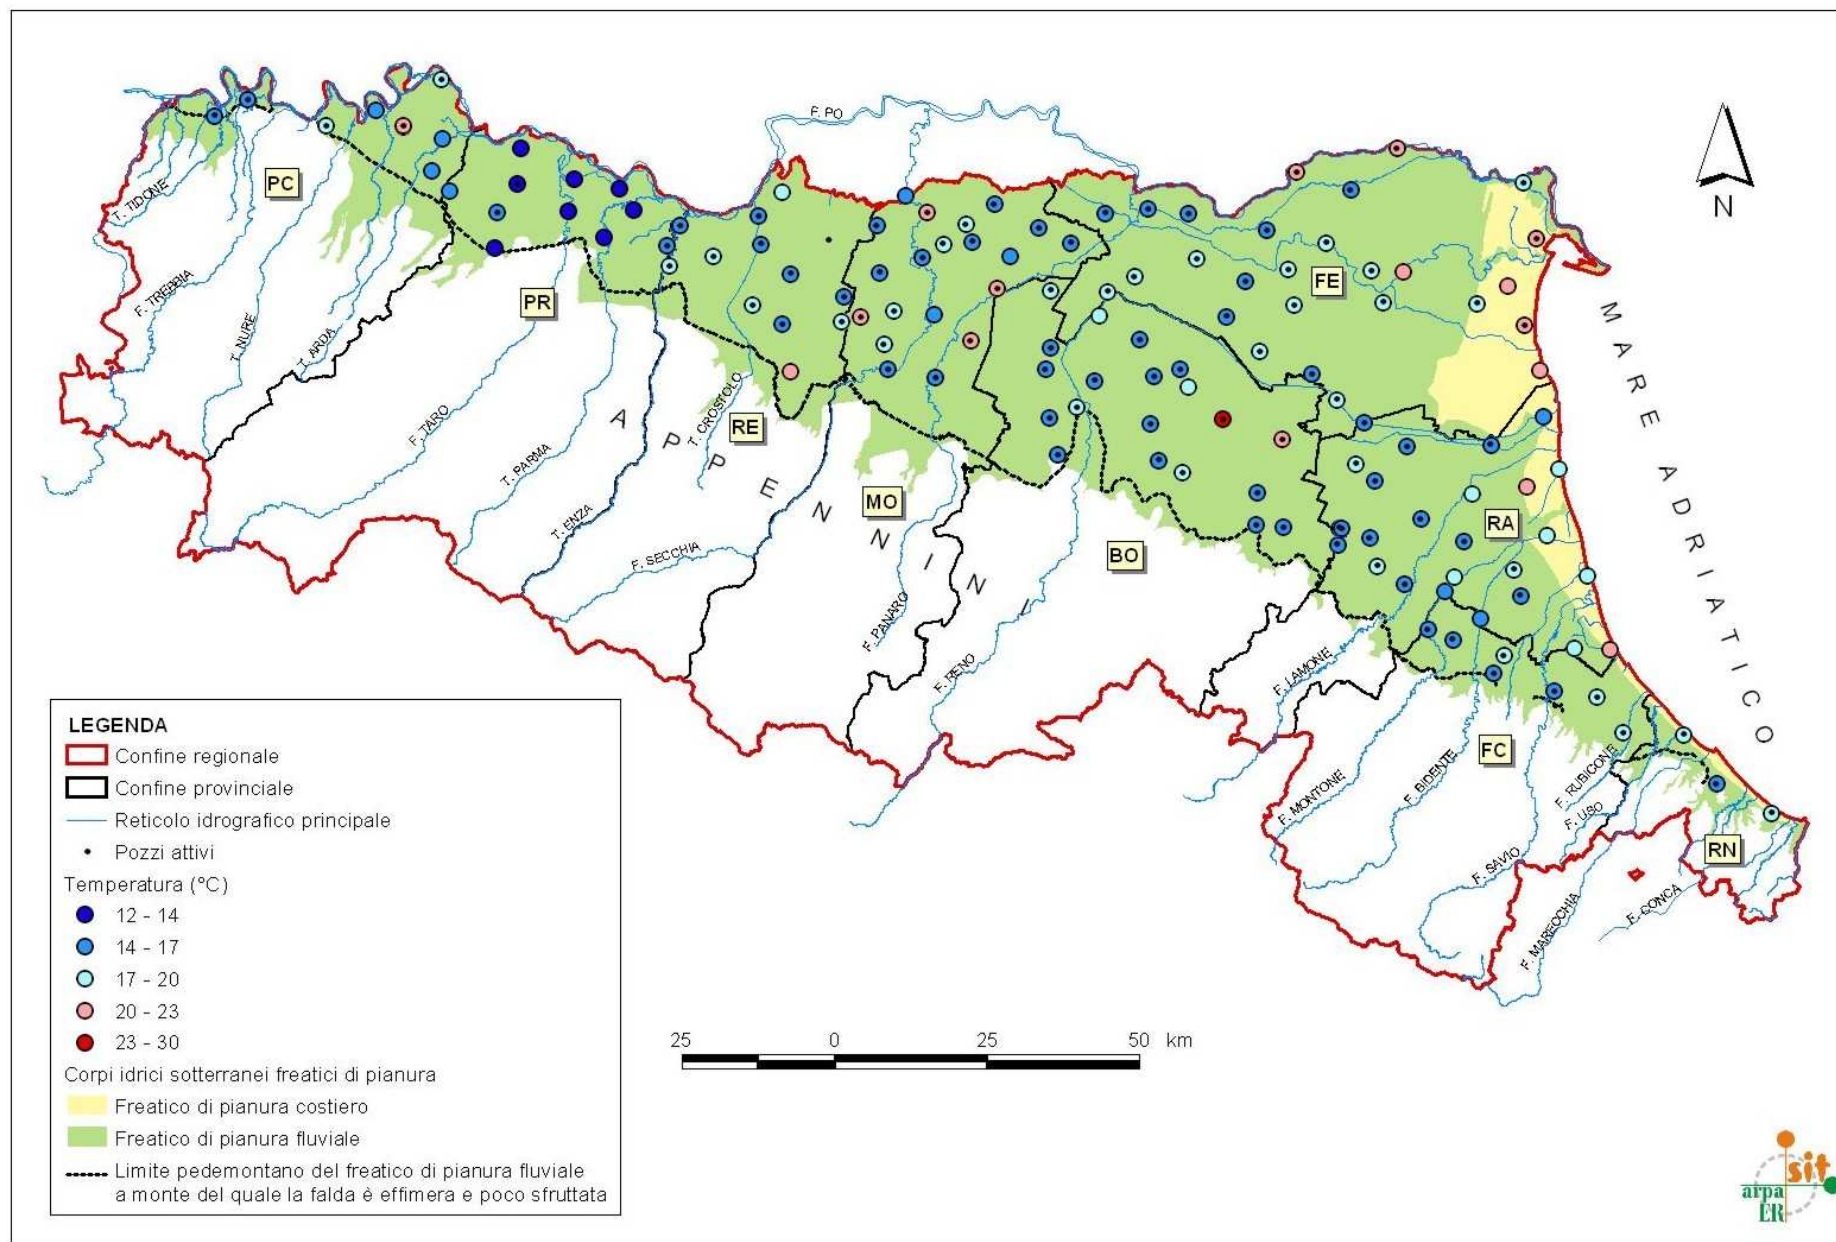 F. PO
N
PC
T. TIDONE
F. TREBBIA
T. NURE
T. ARDA
PR
FE
F. TARO
T. PARMA
T. ENZA
T. CROSTOLO
RE
F. SECCHIA
MO
F. PANARO
BO
F. RENO
RA
APPENNINI
MARE ADRIATICO
F. LAMONE
F. MONTONE
F. BIDENTE
FC
F. SAVIO
F. RUBICONE
F. USO
F. MARECCHIA
F. CONCA
RN
LEGENDA
Confine regionale
Confine provinciale
Reticolo idrografico principale
Pozzi attivi
Temperatura (°C)
12 - 14
14 - 17
17 - 20
20 - 23
23 - 30
Corpi idrici sotterranei freatici di pianura
Freatico di pianura costiero
Freatico di pianura fluviale
Limite pedemontano del freatico di pianura fluviale
a monte del quale la falda è effimera e poco sfruttata
25 0 25 50 km
sit
arpa
ER